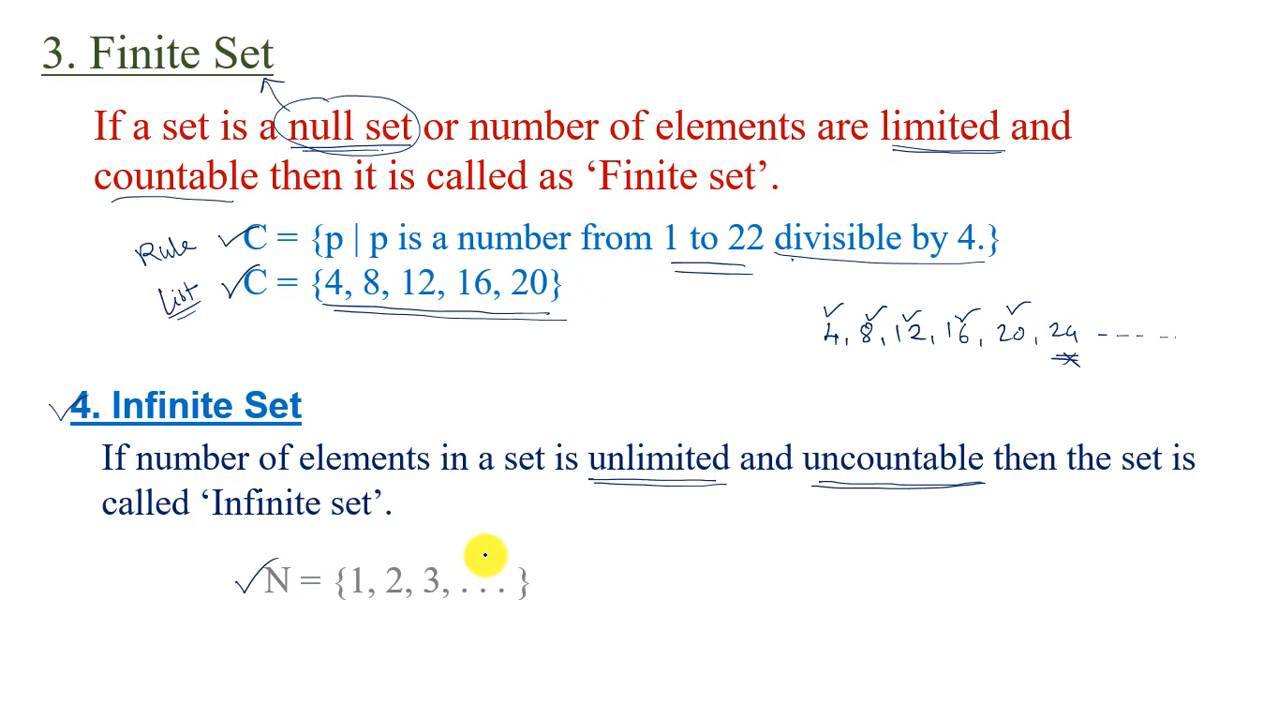 3. Finite Set
If a set is a null set or number of elements are limited and
countable then it is called as ‘Finite set’.
Rule C = {p | p is a number from 1 to 22 divisible by 4.}
List C = {4, 8, 12, 16, 20}
4, 8, 12, 16, 20, 24 - - - - - -
4. Infinite Set
If number of elements in a set is unlimited and uncountable then the set is
called ‘Infinite set’.
N = {1, 2, 3, . . . }